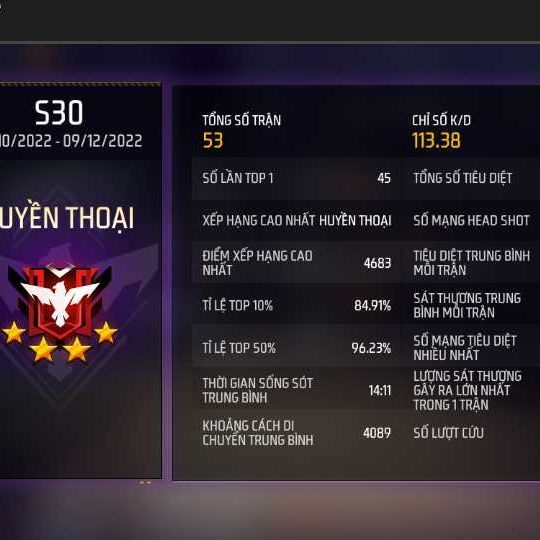 S30
10/2022 - 09/12/2022
UYỀN THOẠI
TỔNG SỐ TRẬN
53
CHỈ SỐ K/D
113.38
SỐ LẦN TOP 1
45
TỔNG SỐ TIÊU DIỆT
XẾP HẠNG CAO NHẤT HUYỀN THOẠI
SỐ MẠNG HEAD SHOT
ĐIỂM XẾP HẠNG CAO
NHẤT
4683
TIÊU DIỆT TRUNG BÌNH
MỖI TRẬN
TỈ LỆ TOP 10%
84.91%
SÁT THƯƠNG TRUNG
BÌNH MỖI TRẬN
TỈ LỆ TOP 50%
96.23%
SỐ MẠNG TIÊU DIỆT
NHIỀU NHẤT
THỜI GIAN SỐNG SÓT
TRUNG BÌNH
14:11
LƯỢNG SÁT THƯƠNG
GÂY RA LỚN NHẤT
TRONG 1 TRẬN
KHOẢNG CÁCH DI
CHUYỂN TRUNG BÌNH
4089
SỐ LƯỢT CỨU